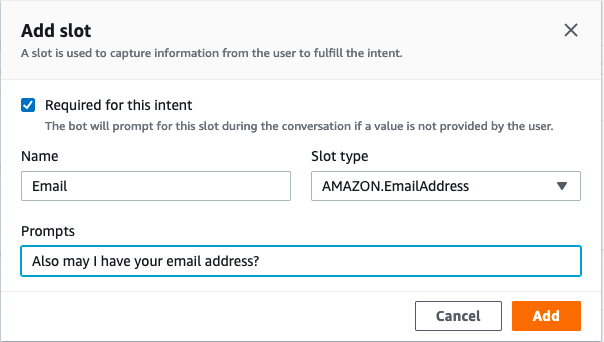 Add slot
A slot is used to capture information from the user to fulfill the intent.
Required for this intent
The bot will prompt for this slot during the conversation if a value is not provided by the user.
Name Slot type
Email AMAZON.EmailAddress
Prompts
Also may I have your email address?
Cancel Add